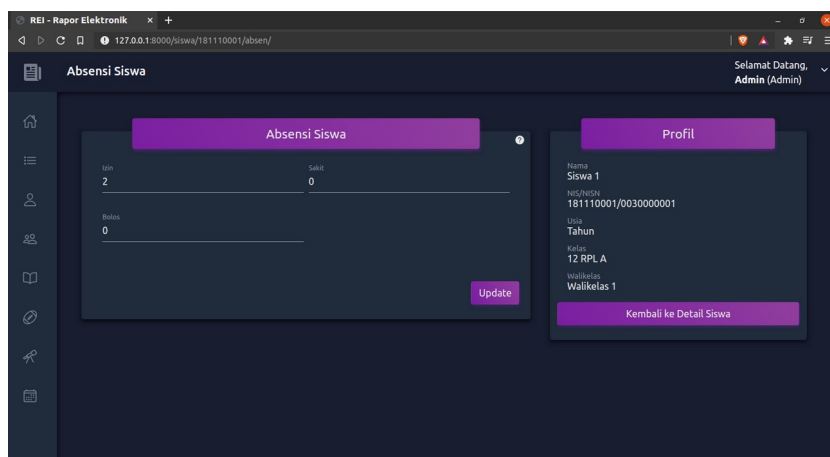 REI - Rapor Elektronik
127.0.0.1:8000/siswa/181110001/absen/
Absensi Siswa
Selamat Datang,
Admin (Admin)
Absensi Siswa
Izin
2
Sakit
0
Bolos
0
Update
Profil
Nama
Siswa 1
NIS/NISN
181110001/0030000001
Usia
Tahun
Kelas
12 RPL A
Walikelas
Walikelas 1
Kembali ke Detail Siswa